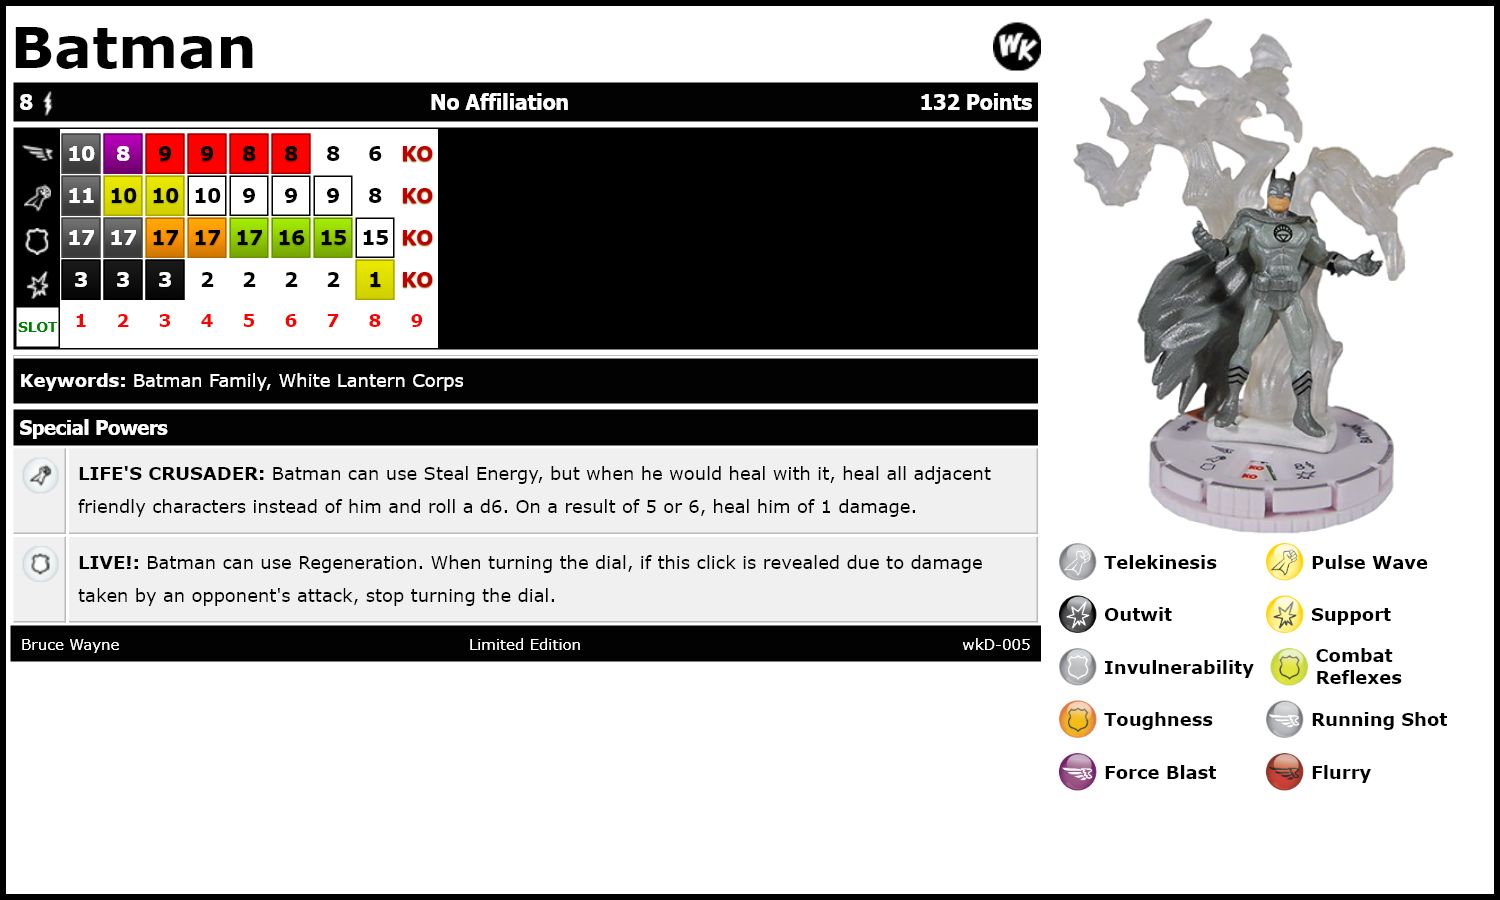 Batman
WK
8 No Affiliation 132 Points
10 8 9 9 8 8 8 6 KO
11 10 10 10 9 9 9 8 KO
17 17 17 17 17 16 15 15 KO
3 3 3 2 2 2 2 1 KO
SLOT 1 2 3 4 5 6 7 8 9
Keywords: Batman Family, White Lantern Corps
Special Powers
LIFE'S CRUSADER: Batman can use Steal Energy, but when he would heal with it, heal all adjacent
friendly characters instead of him and roll a d6. On a result of 5 or 6, heal him of 1 damage.
LIVE!: Batman can use Regeneration. When turning the dial, if this click is revealed due to damage
taken by an opponent's attack, stop turning the dial.
Bruce Wayne Limited Edition wkD-005
BATMAN
KO
KO
8
Telekinesis Pulse Wave
Outwit Support
Invulnerability Combat
Reflexes
Toughness Running Shot
Force Blast Flurry